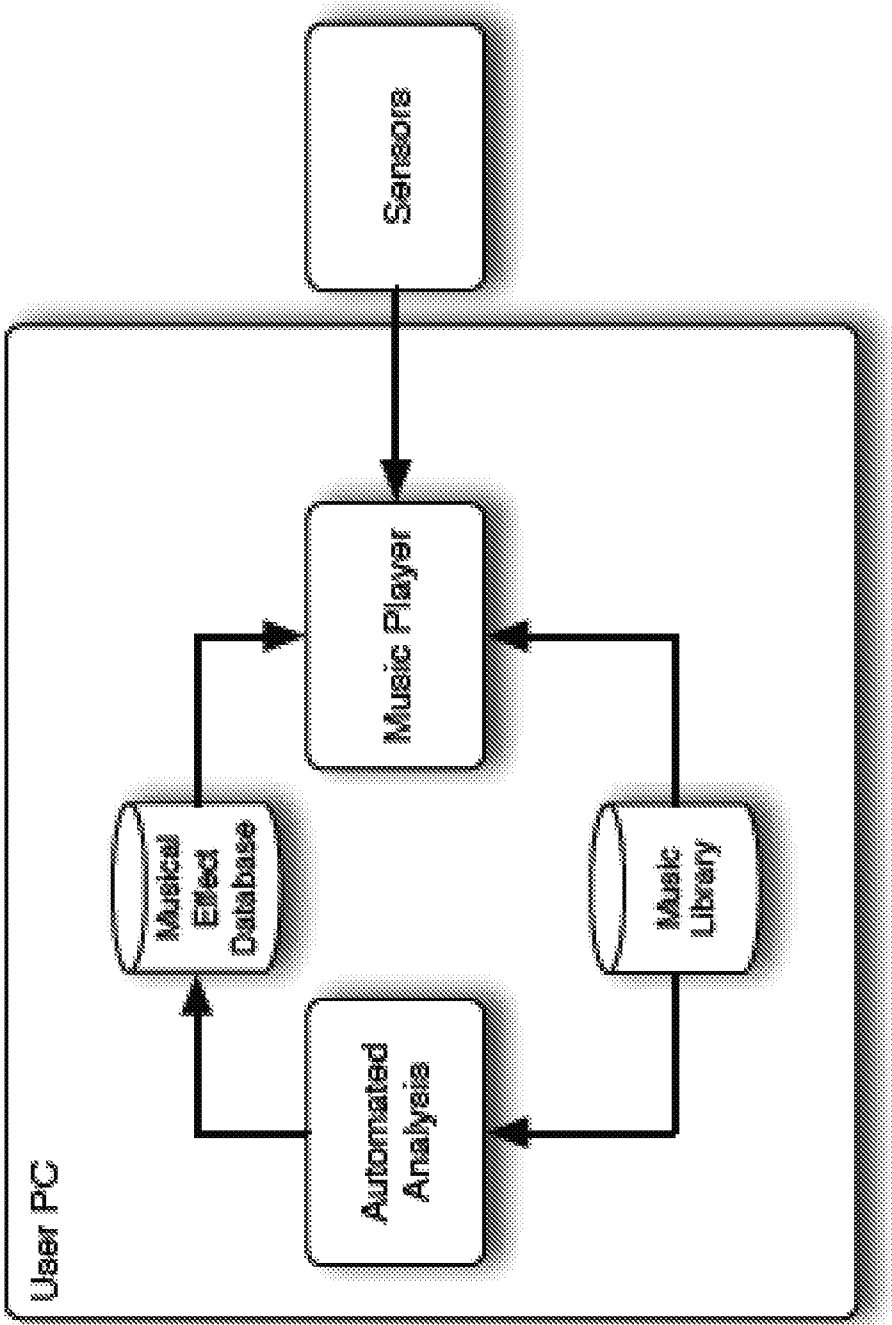 User PC
Musical
Effect
Database
Automated
Analysis
Music Player
Sensors
Music
Library